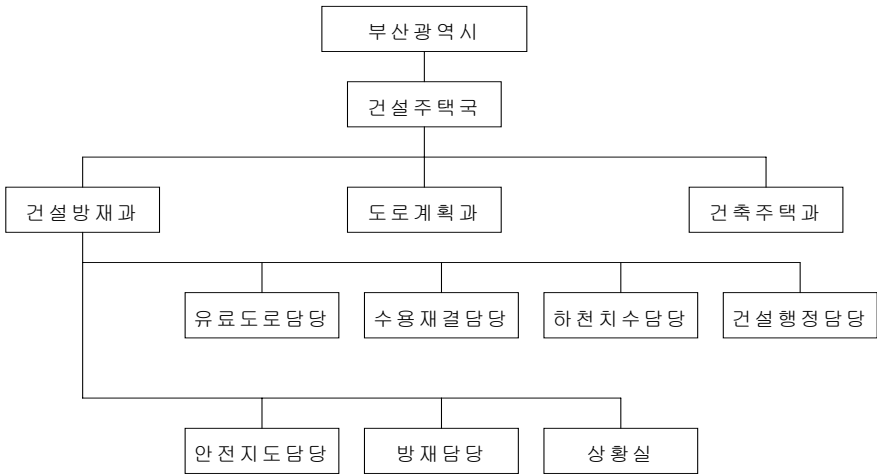 부산광역시
건설주택국
건설방재과 도로계획과 건축주택과
유료도로담당 수용재결담당 하천치수담당 건설행정담당
안전지도담당 방재담당 상황실